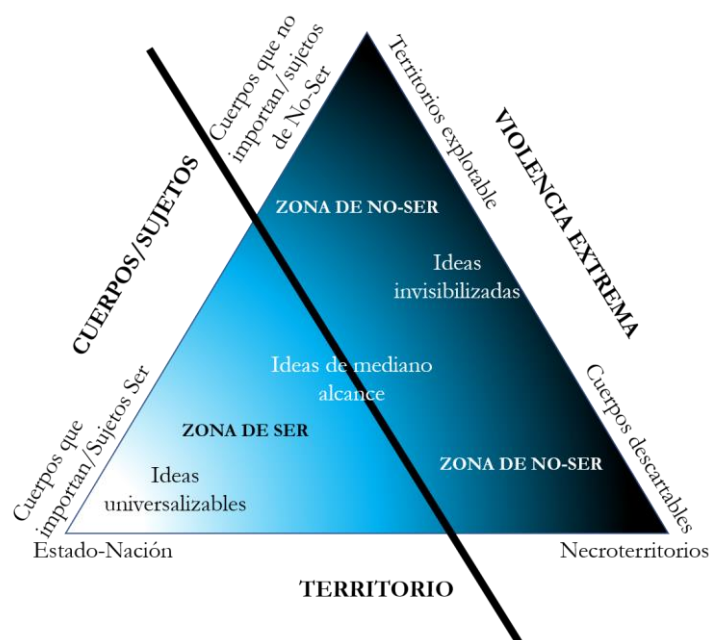 Cuerpos que no
importan/sujetos
de No-Ser
Territorios explotable
VIOLENCIA EXTREMA
CUERPOS/SUJETOS
ZONA DE NO-SER
Ideas
invisibilizadas
Ideas de mediano
alcance
Cuerpos que
importan/Sujetos Ser
ZONA DE SER
Cuerpos descartables
ZONA DE NO-SER
Ideas
universalizables
Estado-Nación
Necroterritorios
TERRITORIO